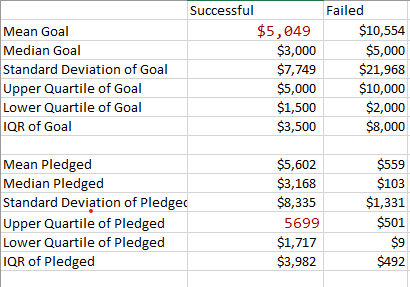 Successful Failed
Mean Goal $5,049 $10,554
Median Goal $3,000 $5,000
Standard Deviation of Goal $7,749 $21,968
Upper Quartile of Goal $5,000 $10,000
Lower Quartile of Goal $1,500 $2,000
IQR of Goal $3,500 $8,000
Mean Pledged $5,602 $559
Median Pledged $3,168 $103
Standard Deviation of Pledged $8,335 $1,331
Upper Quartile of Pledged 5699 $501
Lower Quartile of Pledged $1,717 $9
IQR of Pledged $3,982 $492